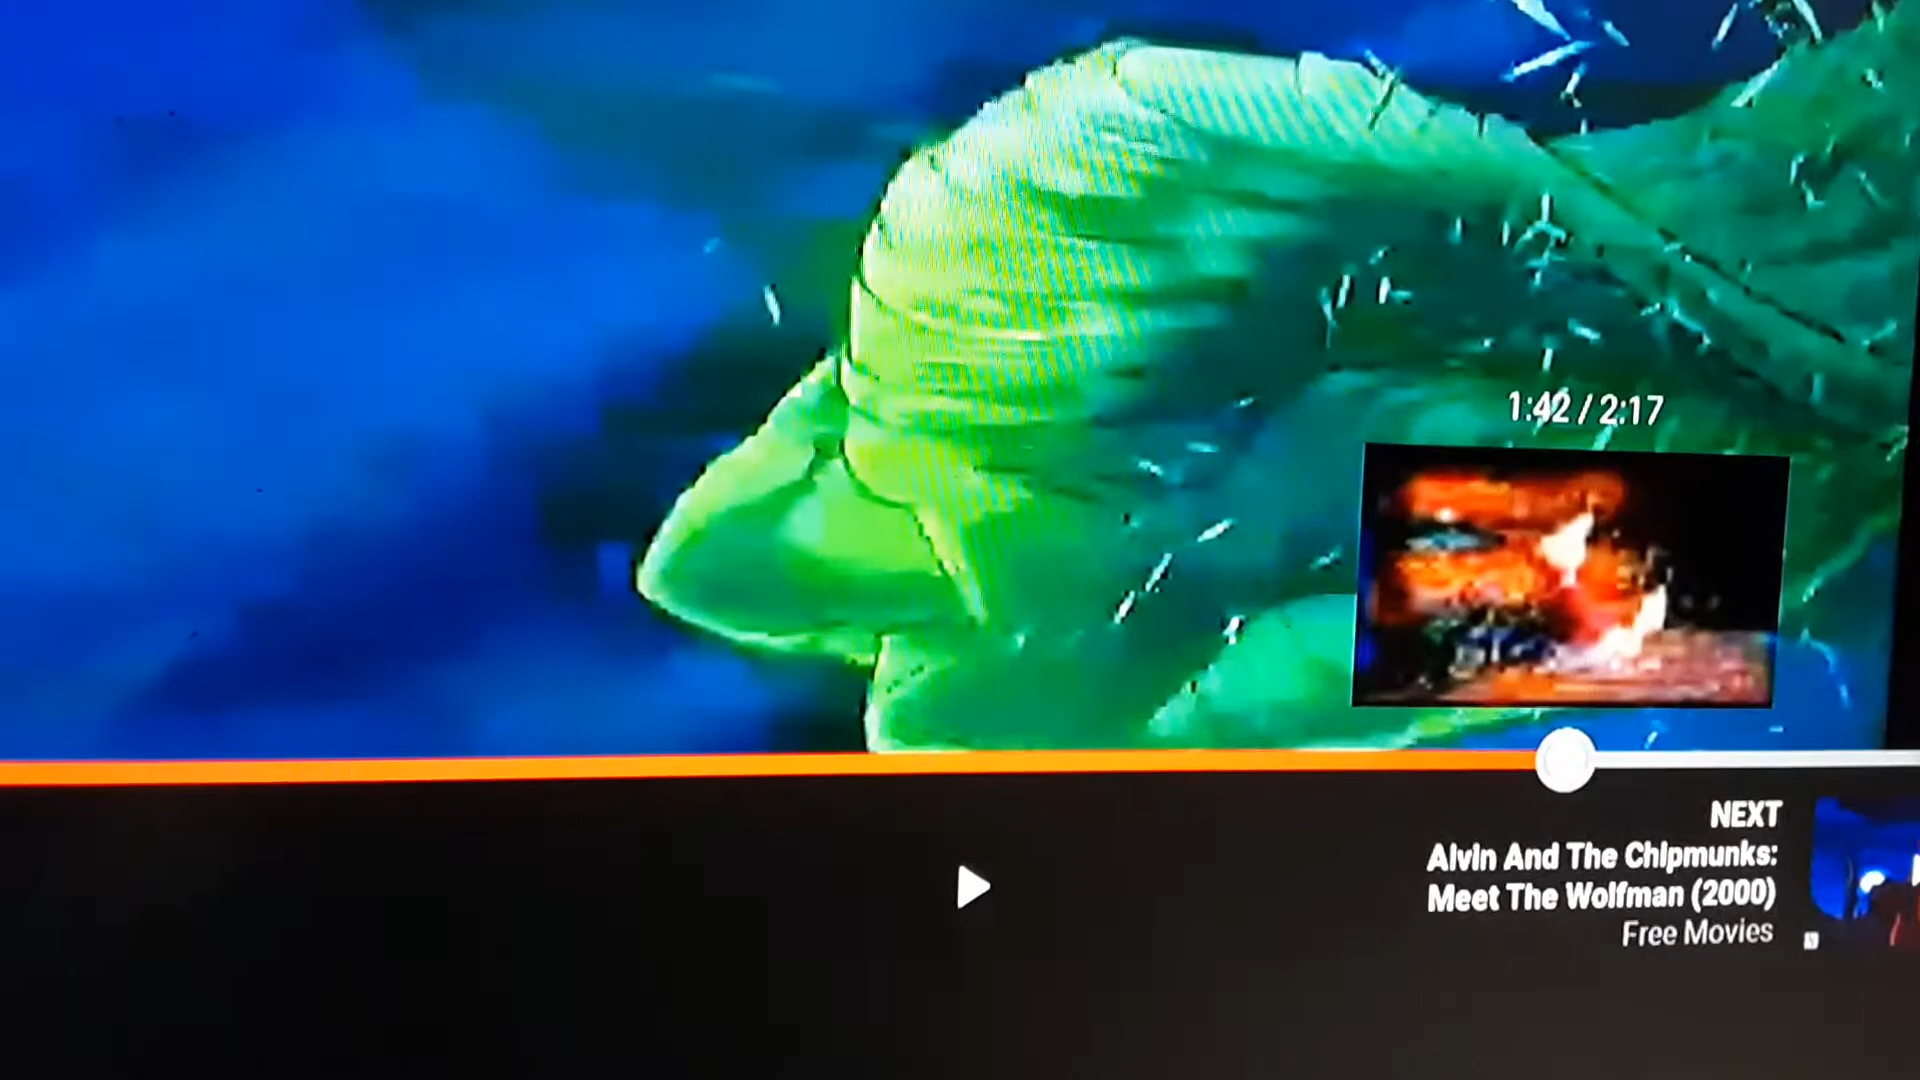 1:42 / 2:17
NEXT
Alvin And The Chipmunks:
Meet The Wolfman (2000)
Free Movies